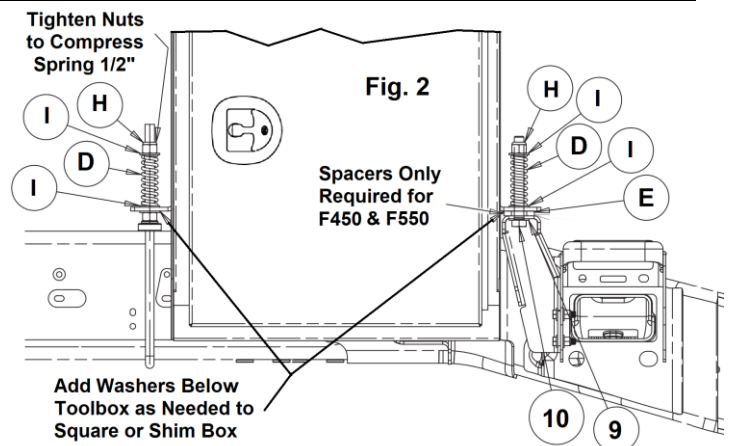 Tighten Nuts
to Compress
Spring 1/2"
Fig. 2
H
I
D
I
H
I
D
I
E
Spacers Only
Required for
F450 & F550
Add Washers Below
Toolbox as Needed to
Square or Shim Box
10
9